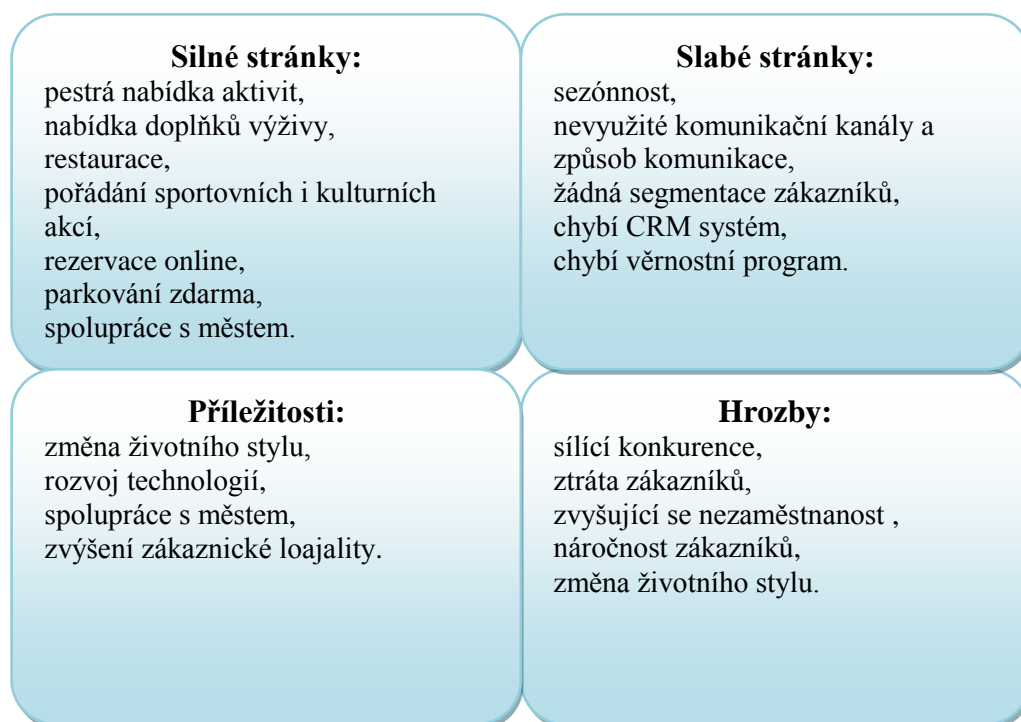 Silné stránky:
pestrá nabídka aktivit,
nabídka doplňků výživy,
restaurace,
pořádání sportovních i kulturních
akcí,
rezervace online,
parkování zdarma,
spolupráce s městem.
Slabé stránky:
sezónnost,
nevyužité komunikační kanály a
způsob komunikace,
žádná segmentace zákazníků,
chybí CRM systém,
chybí věrnostní program.
Příležitosti:
změna životního stylu,
rozvoj technologií,
spolupráce s městem,
zvýšení zákaznické loajality.
Hrozby:
sílící konkurence,
ztráta zákazníků,
zvyšující se nezaměstnanost ,
náročnost zákazníků,
změna životního stylu.